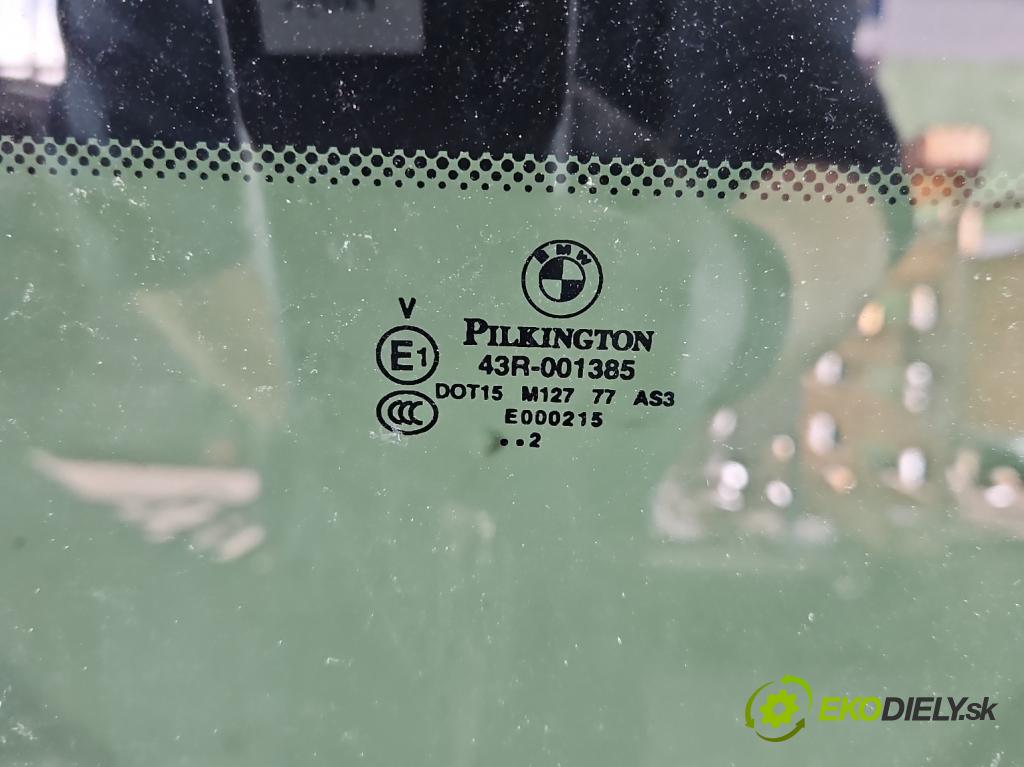 BMW
V
PILKINGTON
E1
43R-001385
DOT15 M127 77 AS3
CCC
E000215
..2
EKODIELY.sk